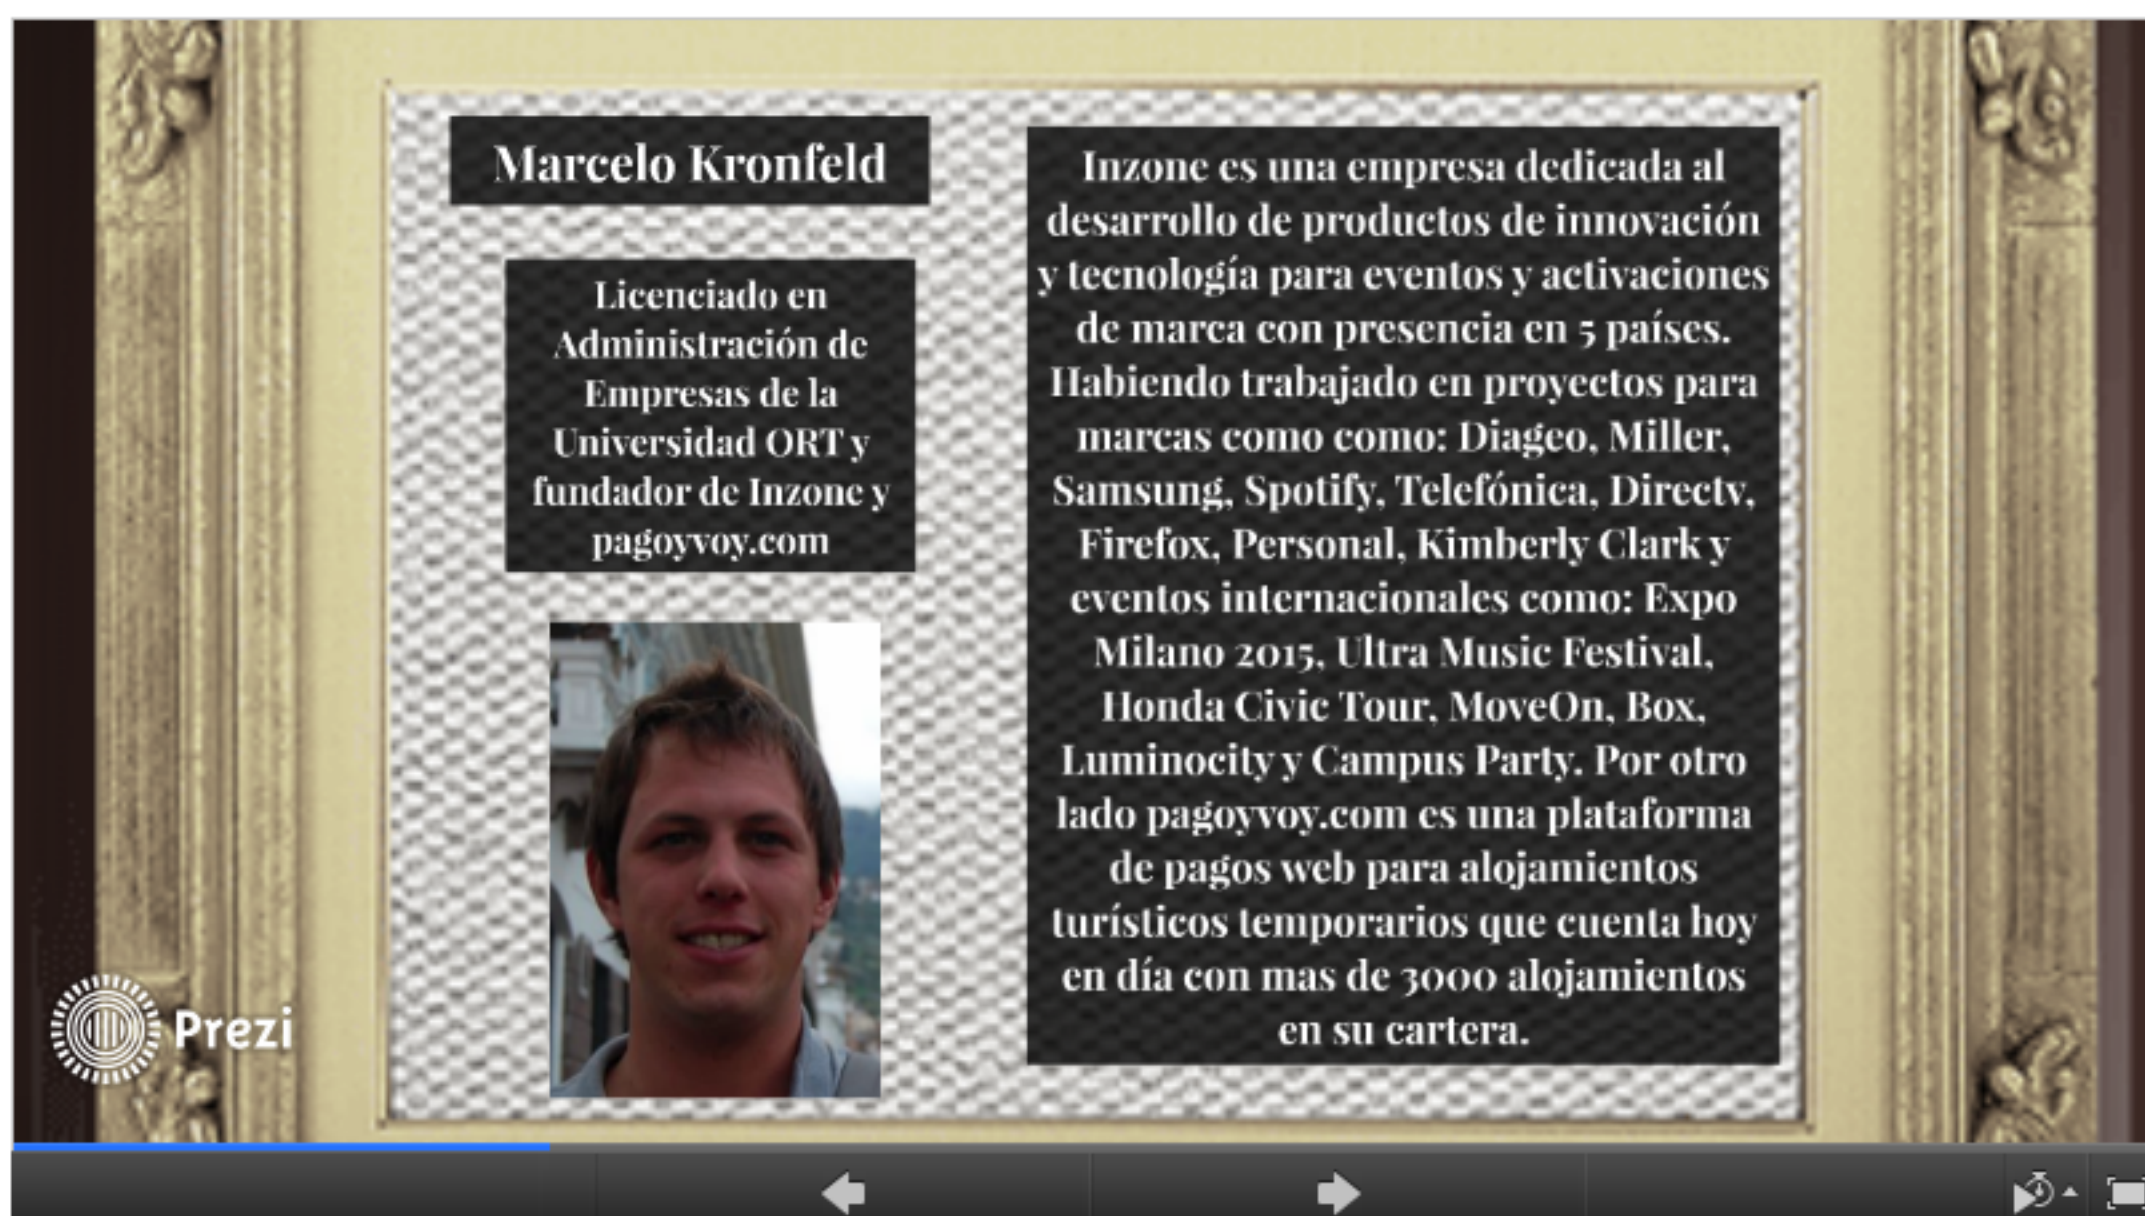 Marcelo Kronfeld
Licenciado en
Administración de
Empresas de la
Universidad ORT y
fundador de Inzone y
pagoyvoy.com
Inzone es una empresa dedicada al
desarrollo de productos de innovación
y tecnología para eventos y activaciones
de marca con presencia en 5 países.
Habiendo trabajado en proyectos para
marcas como como: Diageo, Miller,
Samsung, Spotify, Telefónica, Directv,
Firefox, Personal, Kimberly Clark y
eventos internacionales como: Expo
Milano 2015, Ultra Music Festival,
Honda Civic Tour, MoveOn, Box,
Luminocity y Campus Party. Por otro
lado pagoyvoy.com es una plataforma
de pagos web para alojamientos
turísticos temporarios que cuenta hoy
en día con mas de 3000 alojamientos
en su cartera.
Prezi